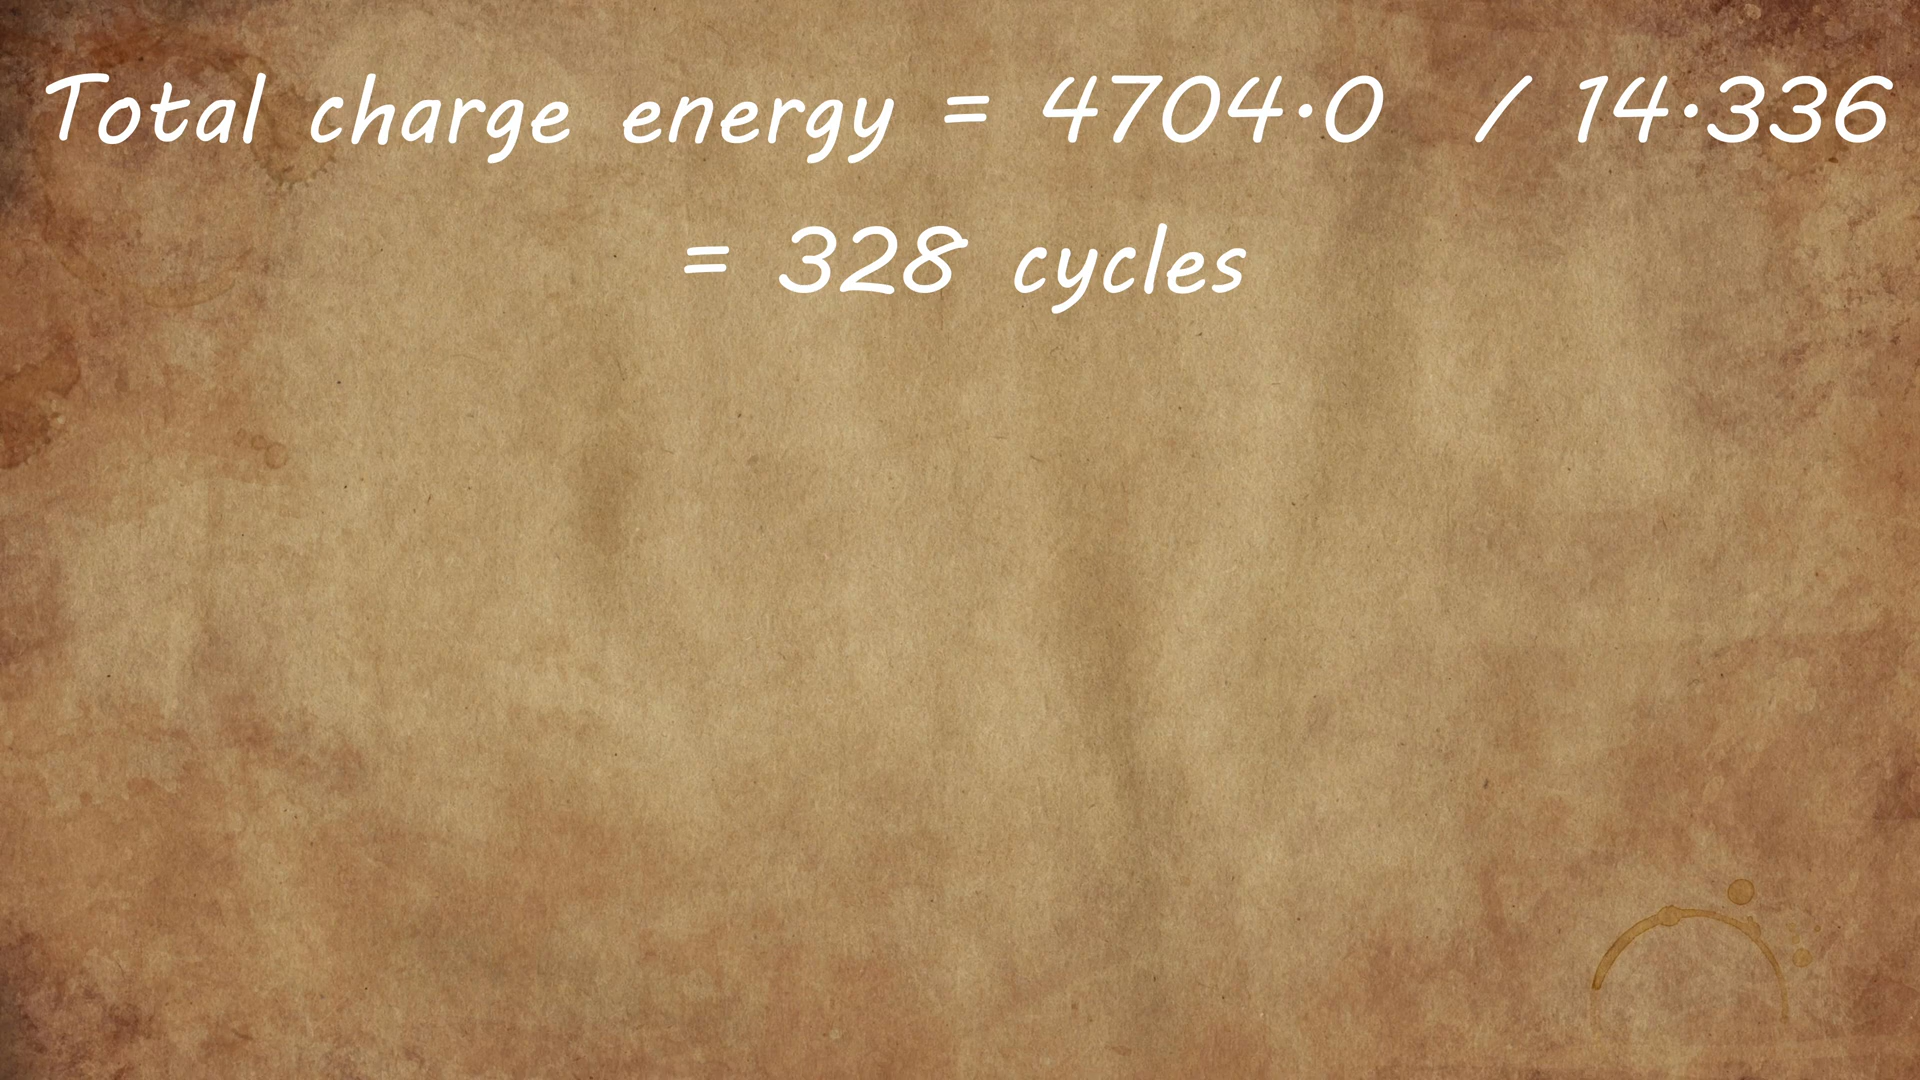 Total charge energy = 4704·0 / 14·336
= 328 cycles